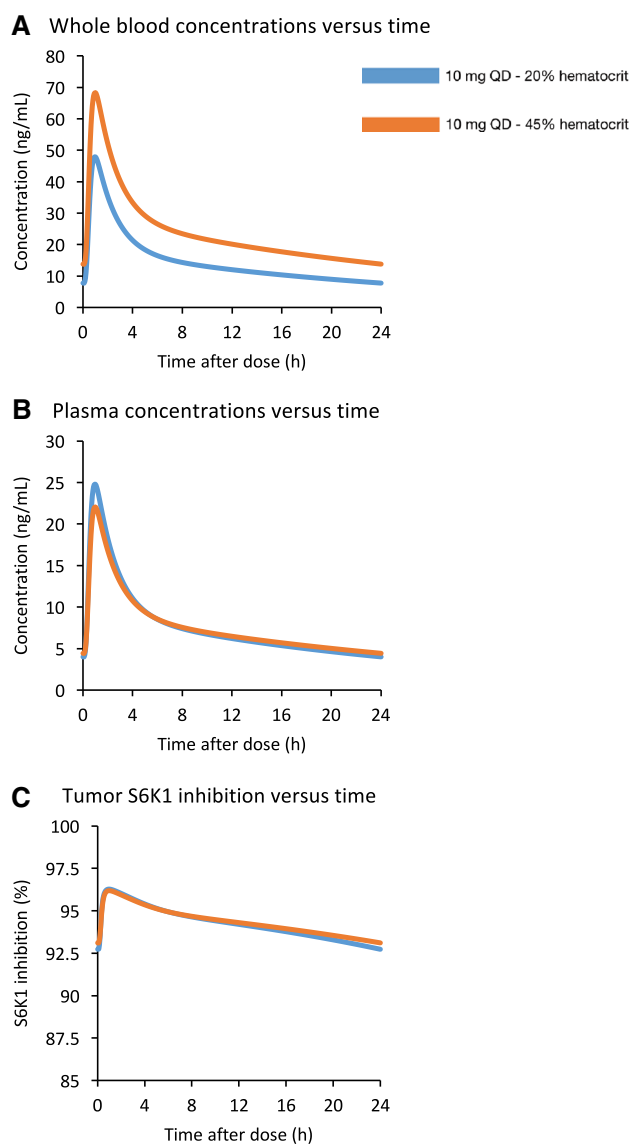 A Whole blood concentrations versus time
10 mg QD - 20% hematocrit
10 mg QD - 45% hematocrit
Concentration (ng/mL)
80
70
60
50
40
30
20
10
0
0 4 8 12 16 20 24
Time after dose (h)
B Plasma concentrations versus time
Concentration (ng/mL)
30
25
20
15
10
5
0
0 4 8 12 16 20 24
Time after dose (h)
C Tumor S6K1 inhibition versus time
S6K1 inhibition (%)
100
97.5
95
92.5
90
87.5
85
0 4 8 12 16 20 24
Time after dose (h)